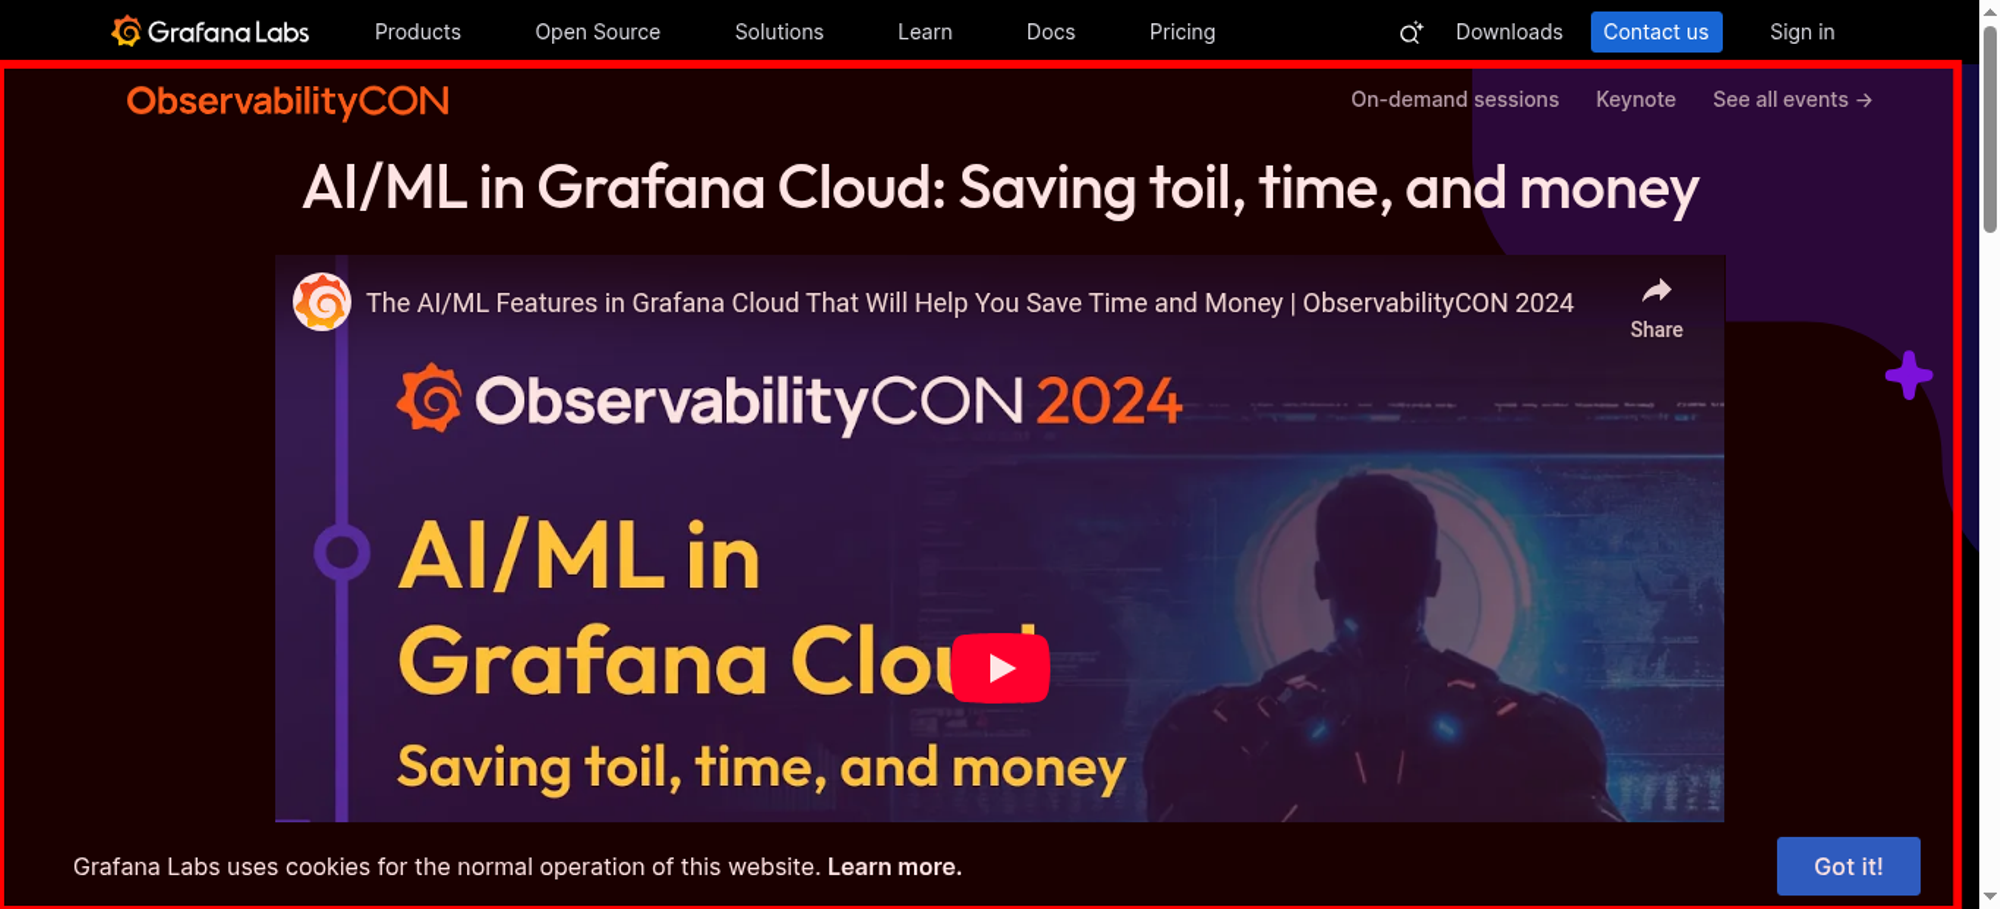 Grafana Labs Products Open Source Solutions Learn Docs Pricing Downloads Contact us Sign in
ObservabilityCON On-demand sessions Keynote See all events →
AI/ML in Grafana Cloud: Saving toil, time, and money
The AI/ML Features in Grafana Cloud That Will Help You Save Time and Money | ObservabilityCON 2024
Share
ObservabilityCON 2024
AI/ML in
Grafana Cloud
Saving toil, time, and money
Grafana Labs uses cookies for the normal operation of this website. Learn more. Got it!